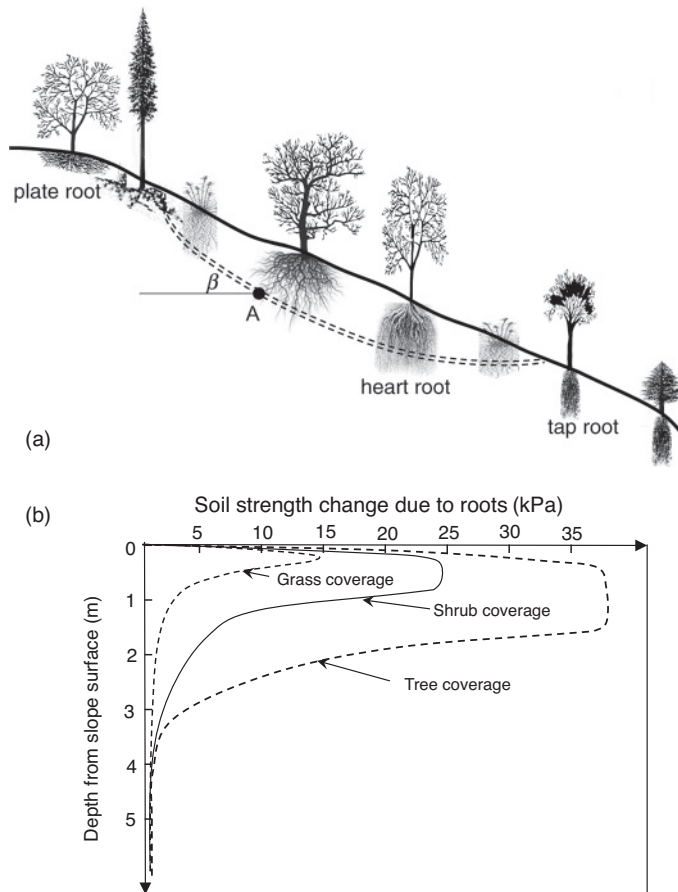 plate root
β
A
heart root
tap root
(a)
(b)
Soil strength change due to roots (kPa)
5 10 15 20 25 30 35
0
Grass coverage
1
Shrub coverage
2
Tree coverage
3
4
5
Depth from slope surface (m)